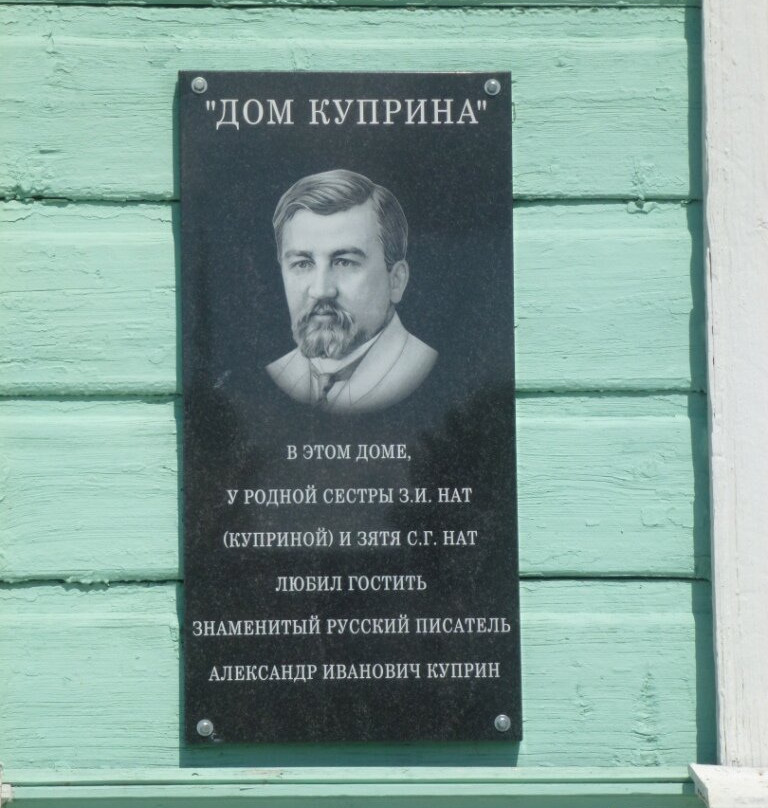 "ДОМ КУПРИНА"
В ЭТОМ ДОМЕ,
У РОДНОЙ СЕСТРЫ З.И. НАТ
(КУПРИНОЙ) И ЗЯТЯ С.Г. НАТ
ЛЮБИЛ ГОСТИТЬ
ЗНАМЕНИТЫЙ РУССКИЙ ПИСАТЕЛЬ
АЛЕКСАНДР ИВАНОВИЧ КУПРИН